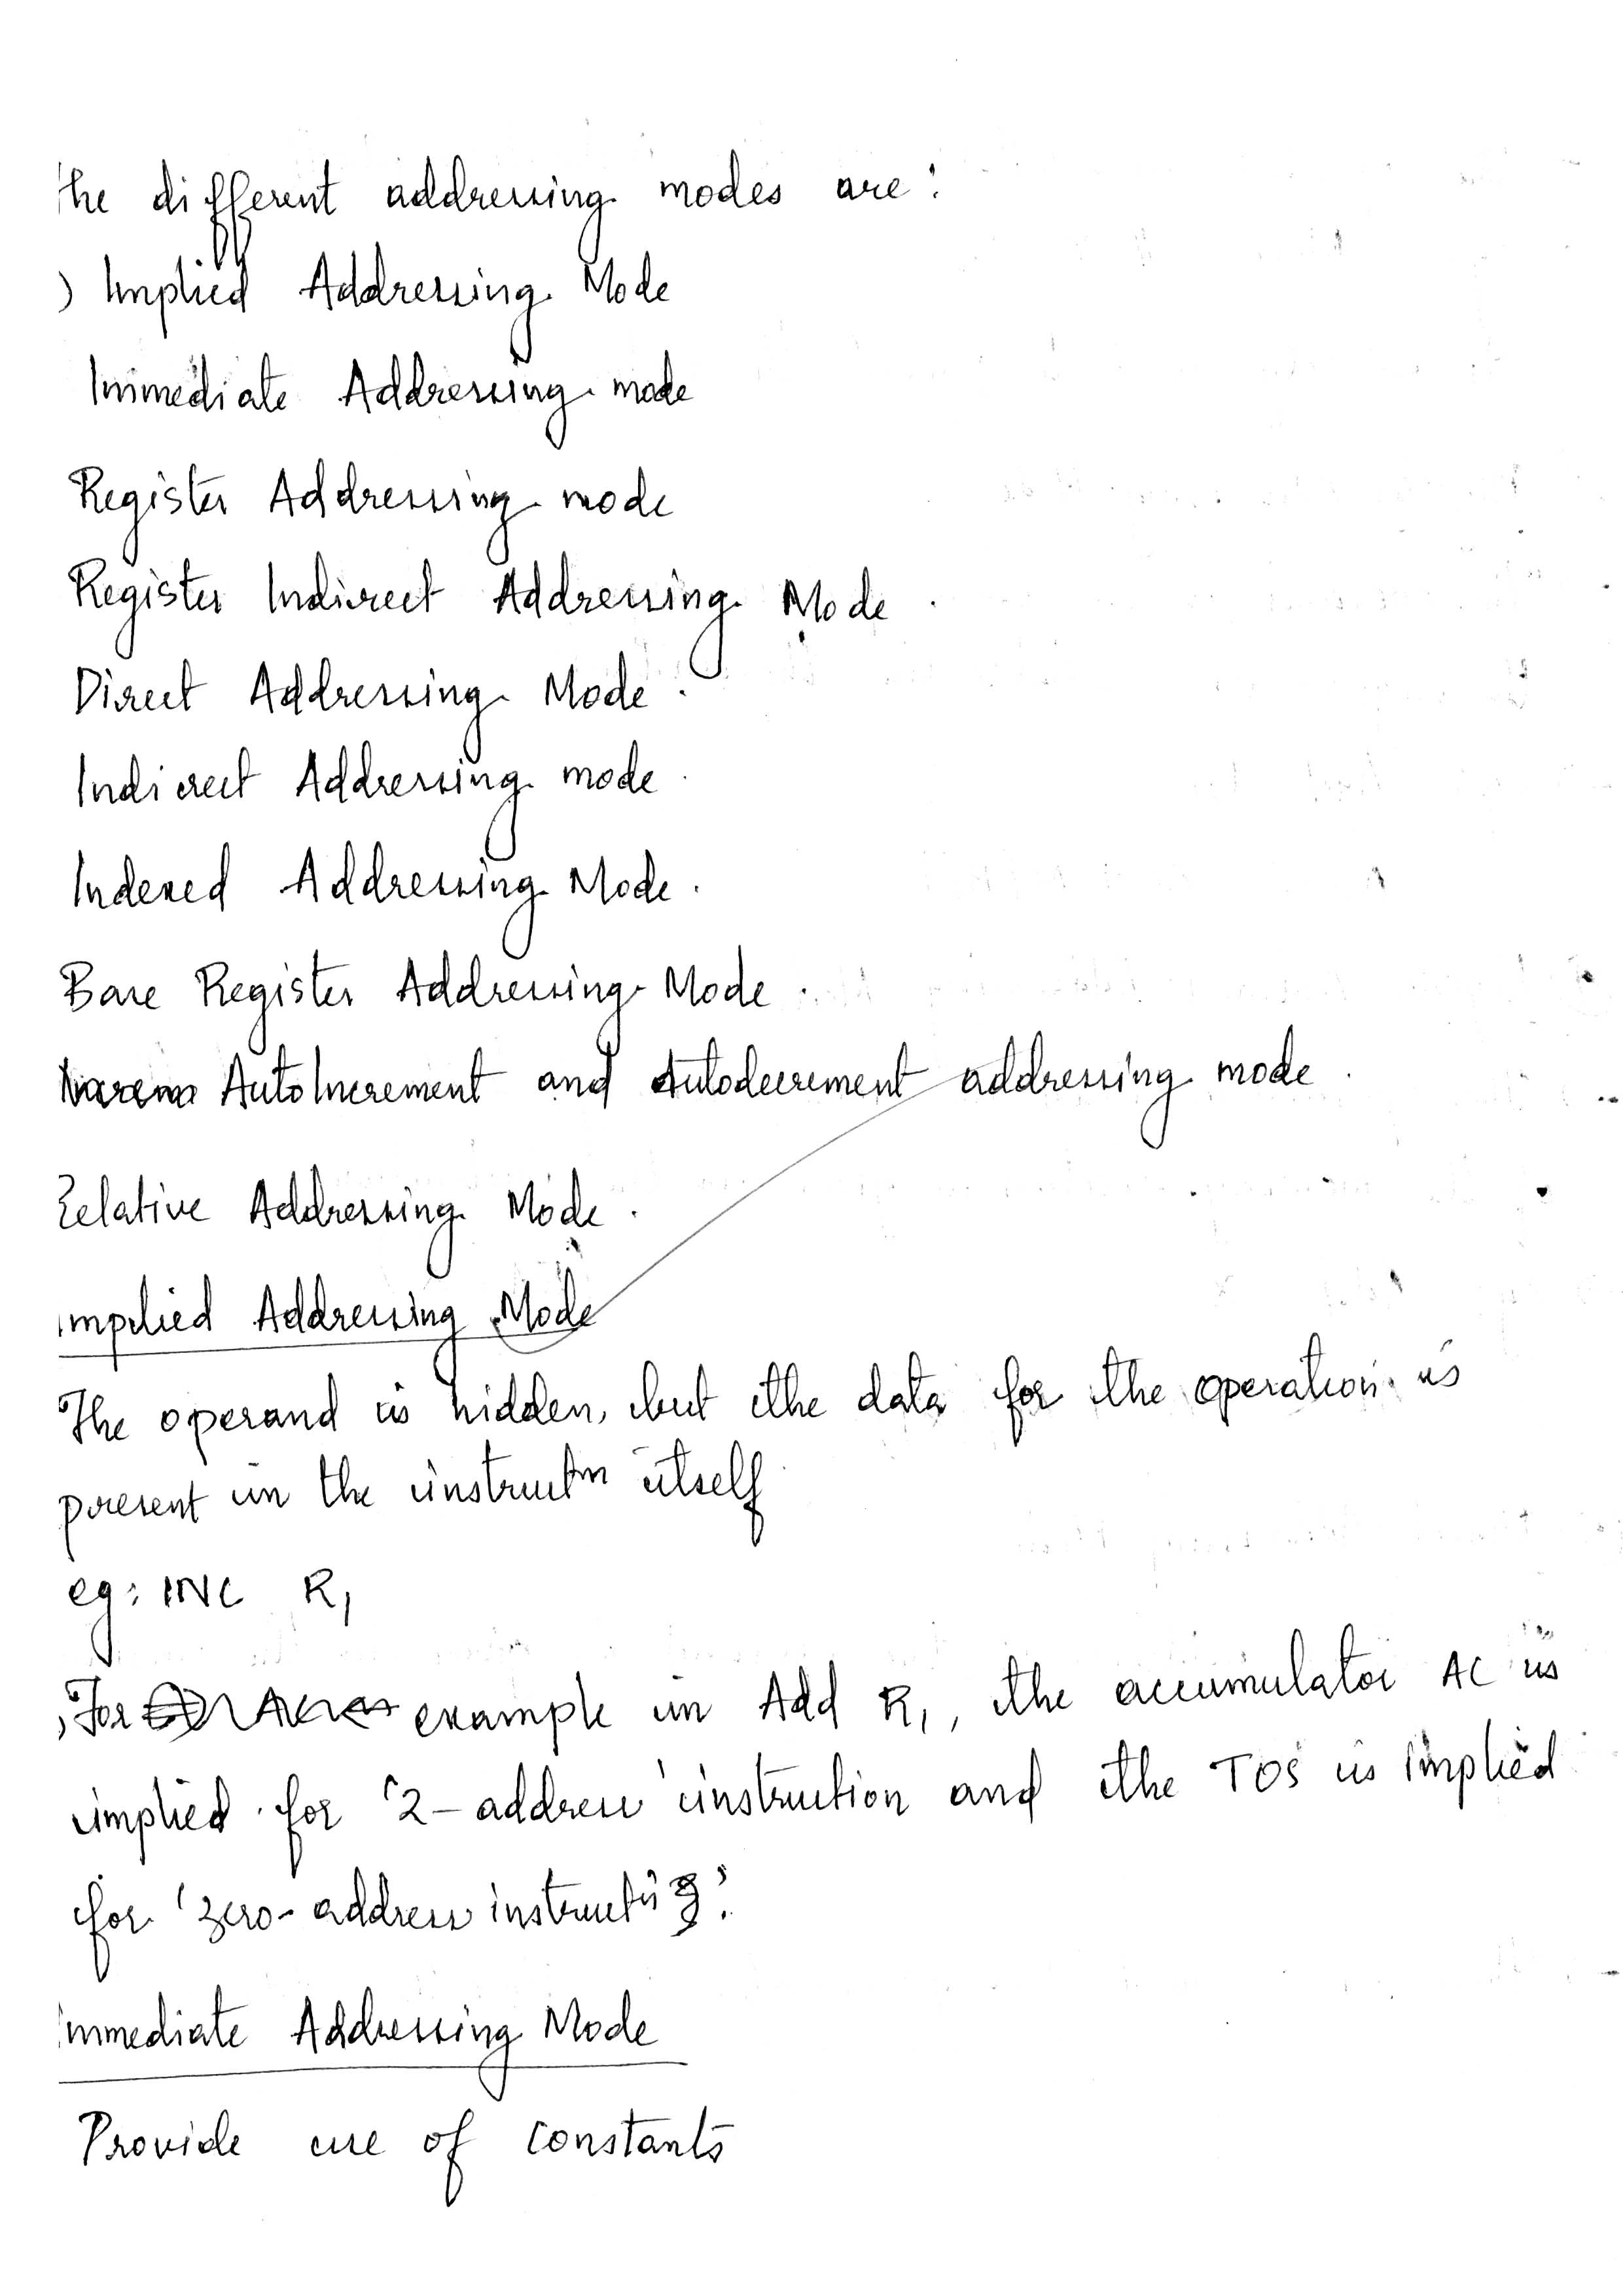 The different addressing modes are:
) Implied Addressing Mode
Immediate Addressing mode
Register Addressing mode
Register Indirect Addressing Mode.
Direct Addressing Mode.
Indirect Addressing mode.
Indexed Addressing Mode.
Base Register Addressing Mode.
AutoIncrement and Autodecrement addressing mode.
Relative Addressing Mode.
Implied Addressing Mode
The operand is hidden, but the data for the operation is
present in the instructn itself
eg: INC R1
For example in Add R1, the accumulator AC is
implied for '2-address' instruction and the TOS is implied
for 'zero-address instructn'.
Immediate Addressing Mode
Provide use of constants